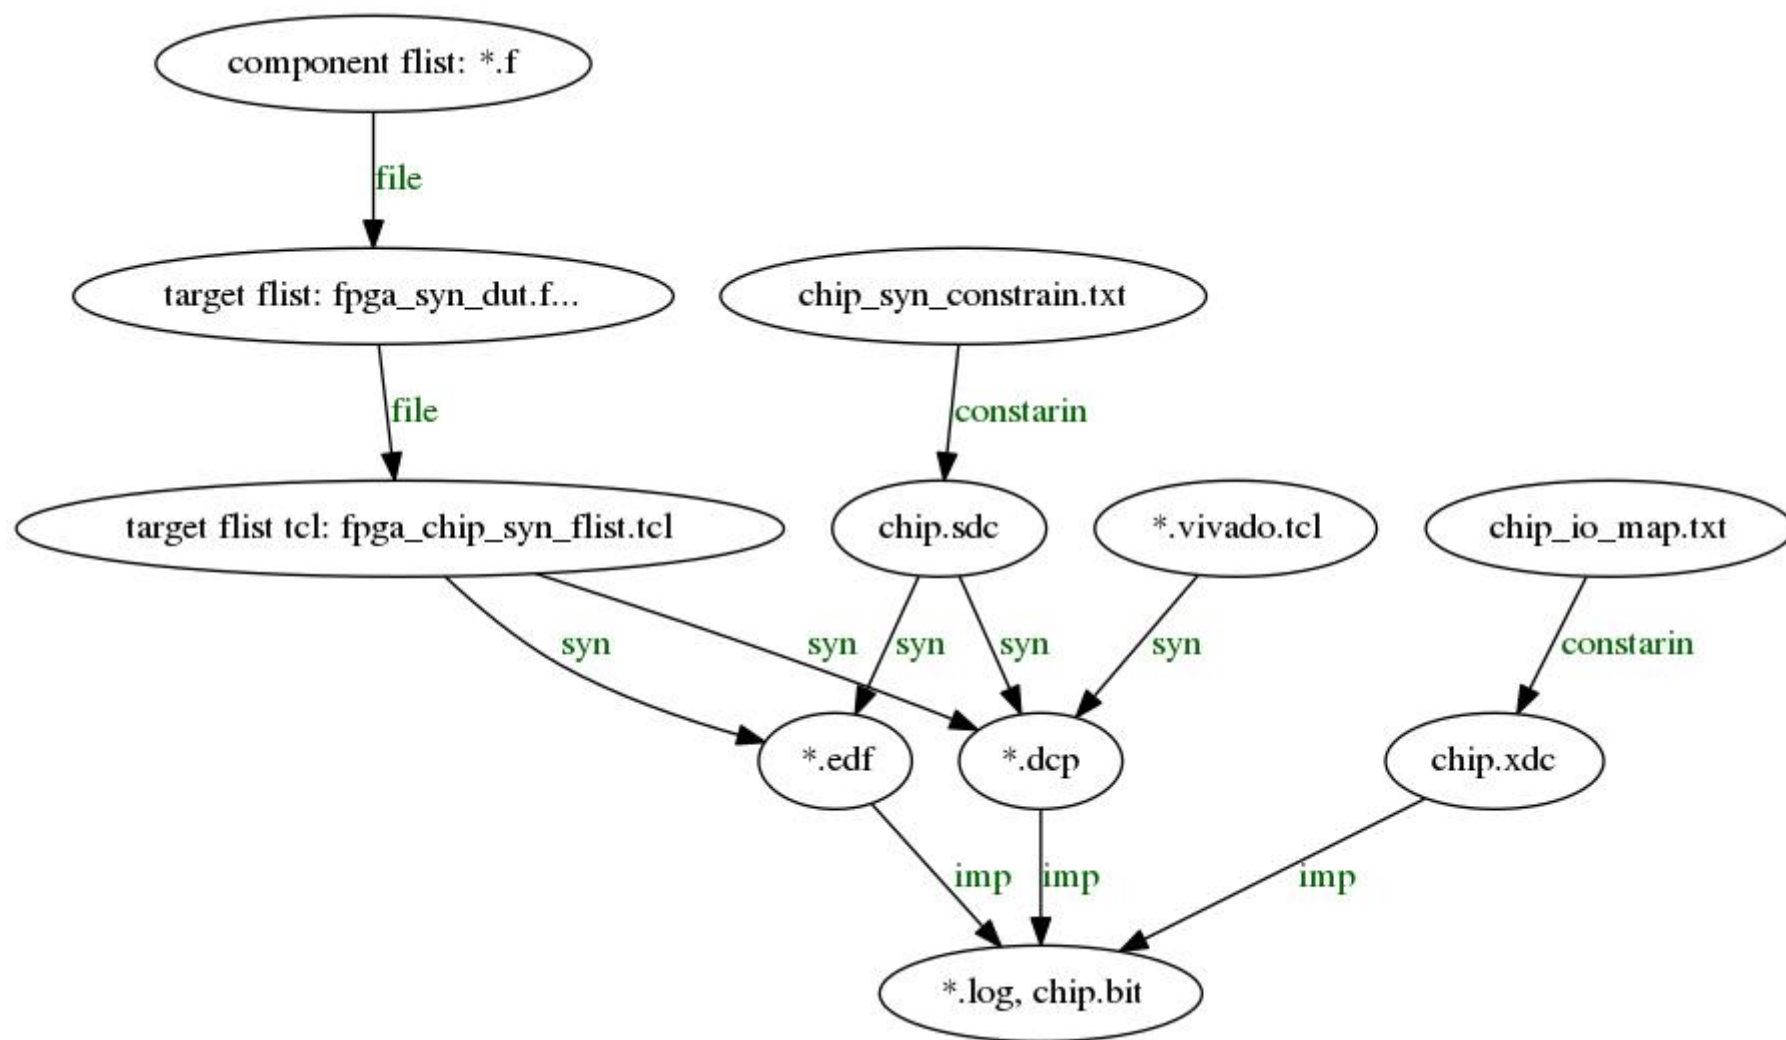 component flist: *.f
file
target flist: fpga_syn_dut.f...
chip_syn_constrain.txt
file
constarin
target flist tcl: fpga_chip_syn_flist.tcl
chip.sdc
*.vivado.tcl
chip_io_map.txt
syn
syn
syn
syn
syn
constarin
*.edf
*.dcp
chip.xdc
imp
imp
imp
*.log, chip.bit